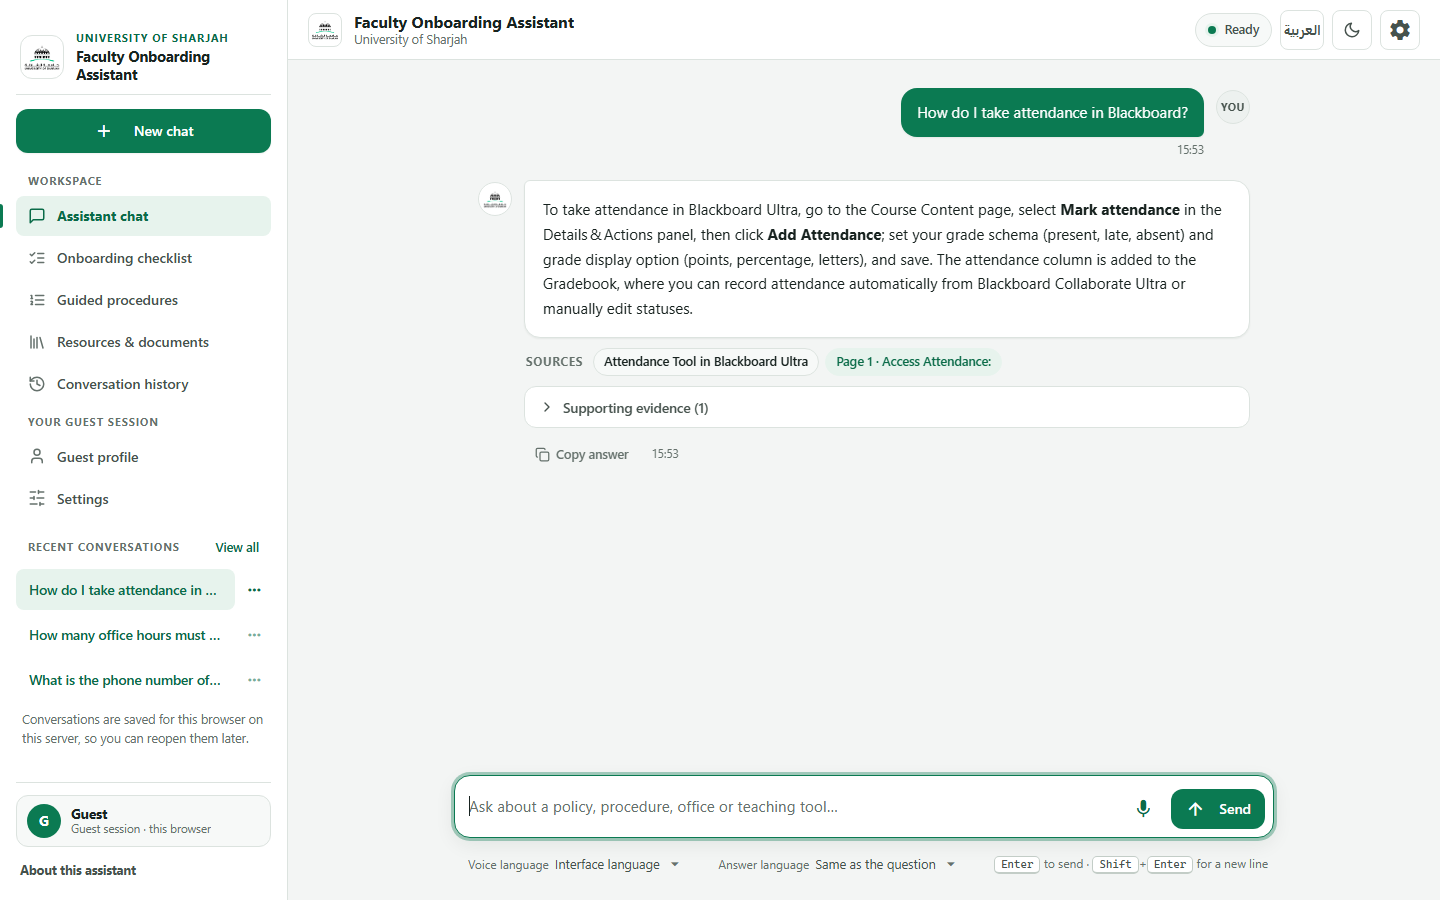 UNIVERSITY OF SHARJAH
Faculty Onboarding
Assistant
New chat
WORKSPACE
Assistant chat
Onboarding checklist
Guided procedures
Resources & documents
Conversation history
YOUR GUEST SESSION
Guest profile
Settings
RECENT CONVERSATIONS View all
How do I take attendance in ...
How many office hours must ...
What is the phone number of...
Conversations are saved for this browser on
this server, so you can reopen them later.
G
Guest
Guest session · this browser
About this assistant
Faculty Onboarding Assistant
University of Sharjah
Ready
العربية
How do I take attendance in Blackboard?
YOU
15:53
To take attendance in Blackboard Ultra, go to the Course Content page, select Mark attendance in the
Details & Actions panel, then click Add Attendance; set your grade schema (present, late, absent) and
grade display option (points, percentage, letters), and save. The attendance column is added to the
Gradebook, where you can record attendance automatically from Blackboard Collaborate Ultra or
manually edit statuses.
SOURCES Attendance Tool in Blackboard Ultra Page 1 · Access Attendance:
Supporting evidence (1)
Copy answer 15:53
Ask about a policy, procedure, office or teaching tool...
Send
Voice language Interface language Answer language Same as the question Enter to send · Shift+Enter for a new line